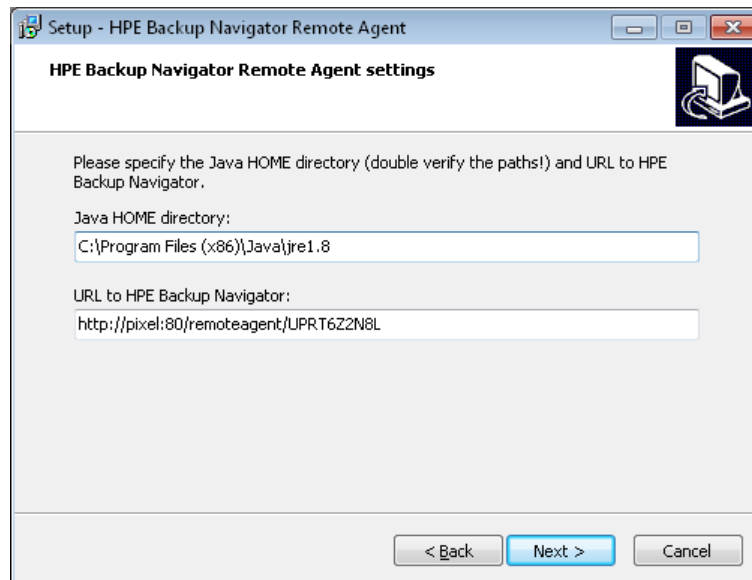 Setup - HPE Backup Navigator Remote Agent
HPE Backup Navigator Remote Agent settings
Please specify the Java HOME directory (double verify the paths!) and URL to HPE
Backup Navigator.
Java HOME directory:
C:\Program Files (x86)\Java\jre1.8
URL to HPE Backup Navigator:
http://pixel:80/remoteagent/UPRT6Z2N8L
< Back Next > Cancel